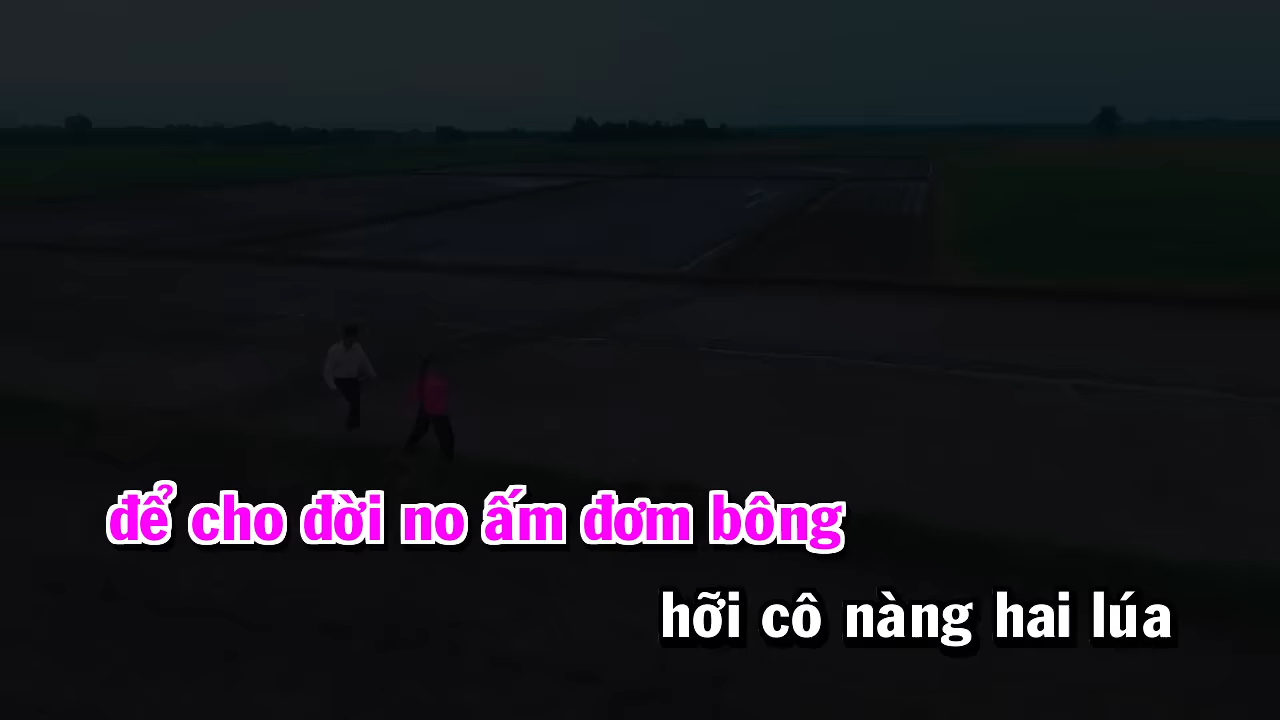 để cho đời no ấm đơm bông
hỡi cô nàng hai lúa